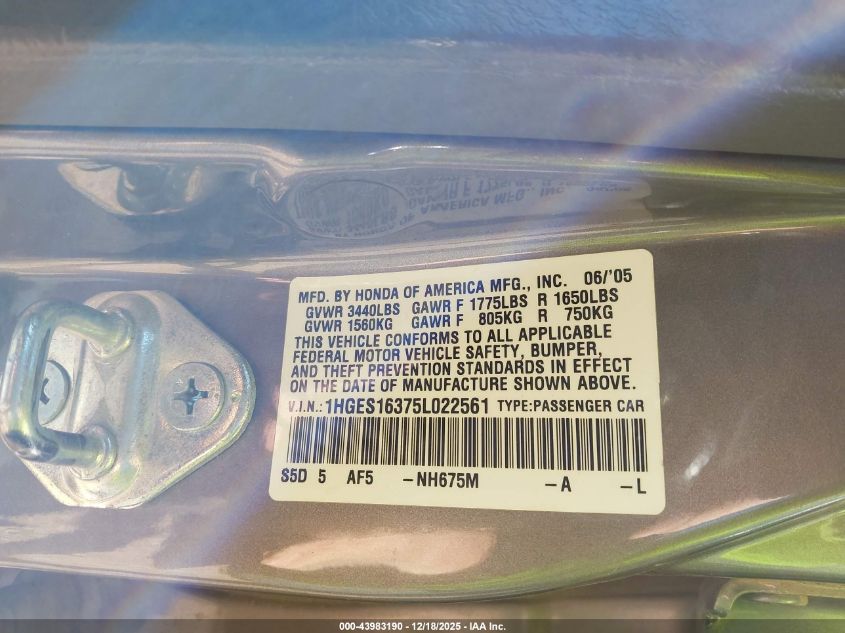 MFD. BY HONDA OF AMERICA MFG., INC. 06/'05
GVWR 3440LBS GAWR F 1775LBS R 1650LBS
GVWR 1560KG GAWR F 805KG R 750KG
THIS VEHICLE CONFORMS TO ALL APPLICABLE
FEDERAL MOTOR VEHICLE SAFETY, BUMPER,
AND THEFT PREVENTION STANDARDS IN EFFECT
ON THE DATE OF MANUFACTURE SHOWN ABOVE.
V.I.N.:1HGES16375L022561 TYPE:PASSENGER CAR
S5D 5 AF5 -NH675M -A -L
000-43983190 - 12/18/2025 - IAA Inc.